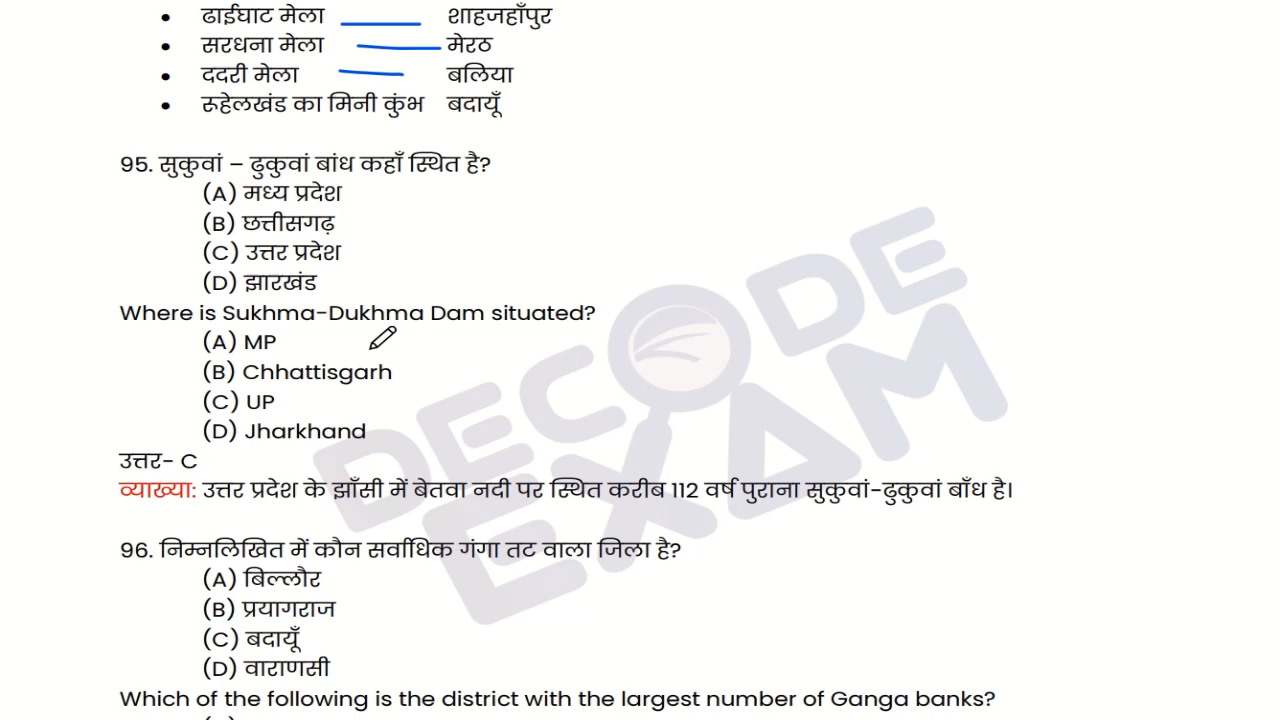 • ढाईघाट मेला शाहजहाँपुर
• सरधना मेला मेरठ
• ददरी मेला बलिया
• रूहेलखंड का मिनी कुंभ बदायूँ
95. सुकुवां – ढुकुवां बांध कहाँ स्थित है?
(A) मध्य प्रदेश
(B) छत्तीसगढ़
(C) उत्तर प्रदेश
(D) झारखंड
Where is Sukhma-Dukhma Dam situated?
(A) MP
(B) Chhattisgarh
(C) UP
(D) Jharkhand
उत्तर- C
व्याख्या: उत्तर प्रदेश के झाँसी में बेतवा नदी पर स्थित करीब 112 वर्ष पुराना सुकुवां-ढुकुवां बाँध है।
96. निम्नलिखित में कौन सर्वाधिक गंगा तट वाला जिला है?
(A) बिल्लौर
(B) प्रयागराज
(C) बदायूँ
(D) वाराणसी
Which of the following is the district with the largest number of Ganga banks?
DECODE
EXAM